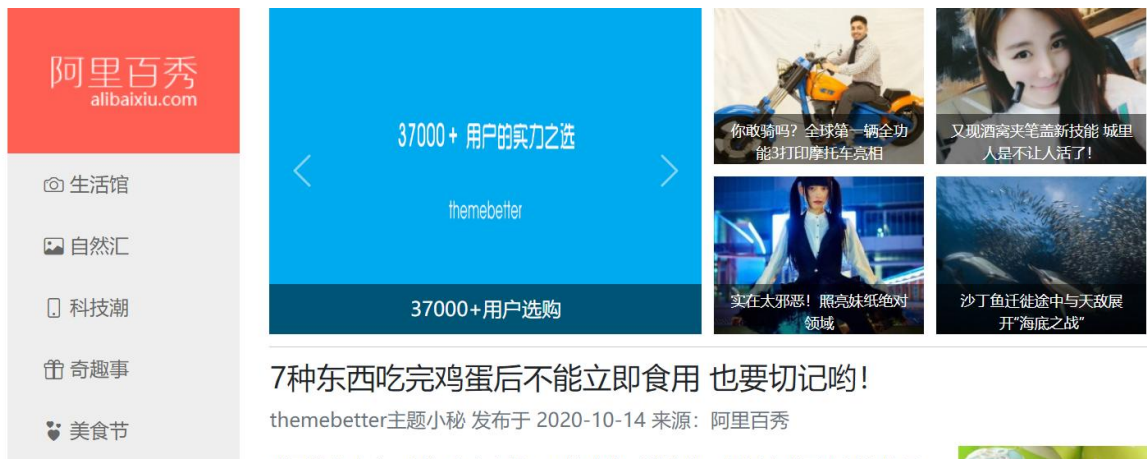 阿里百秀
alibaixiu.com
生活馆
自然汇
科技潮
奇趣事
美食节
37000+ 用户的实力之选
themebetter
37000+用户选购
你敢骑吗？全球第一辆全功
能3打印摩托车亮相
又现酒窝夹笔盖新技能 城里
人是不让人活了！
实在太邪恶！照亮妹纸绝对
领域
沙丁鱼迁徙途中与天敌展
开“海底之战”
7种东西吃完鸡蛋后不能立即食用 也要切记哟！
themebetter主题小秘 发布于 2020-10-14 来源：阿里百秀